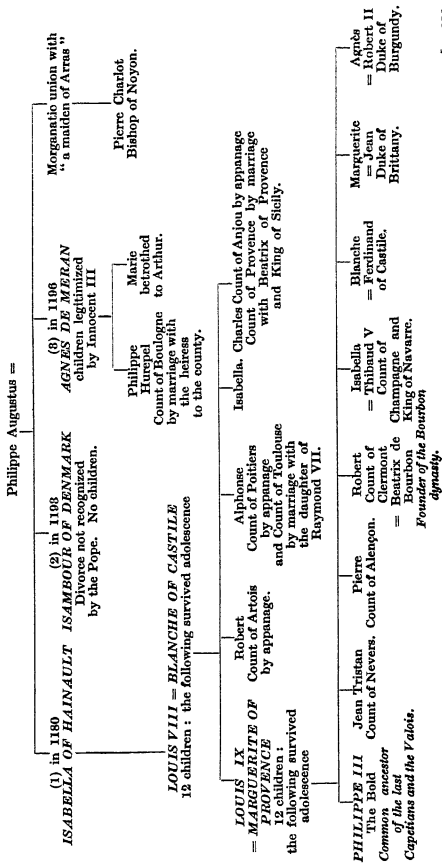 Philippe Augustus =
(1) in 1180
ISABELLA OF HAINAULT
(2) in 1198
ISAMBOUR OF DENMARK
Divorce not recognized
by the Pope. No children.
(3) in 1196
AGNES DE MERAN
children legitimized
by Innocent III
Morganatic union with
“ a maiden of Arras ”
Philippe
Hurepel
Count of Boulogne
by marriage with
the heiress
to the county.
Marie
betrothed
to Arthur.
Pierre Charlot
Bishop of Noyon.
LOUIS VIII = BLANCHE OF CASTILE
12 children : the following survived adolescence
LOUIS IX
= MARGUERITE OF
PROVENCE
12 children :
the following survived
adolescence
Robert
Count of Artois
by appanage.
Alphonse
Count of Poitiers
by appanage
and Count of Toulouse
by marriage with
the daughter of
Raymond VII.
Isabella.
Charles Count of Anjou by appanage
Count of Provence by marriage
with Beatrix of Provence
and King of Sicily.
PHILIPPE III
The Bold
Common ancestor
of the last
Capetians and the Valois.
Jean Tristan
Count of Nevers.
Pierre
Count of Alençon.
Robert
Count of
Clermont
= Beatrix de
Bourbon
Founder of the Bourbon
dynasty.
Isabella
= Thibaud V
Count of
Champagne and
King of Navarre.
Blanche
= Ferdinand
of Castile.
Marguerite
= Jean
Duke of
Brittany.
Agnès
= Robert II
Duke of
Burgundy.